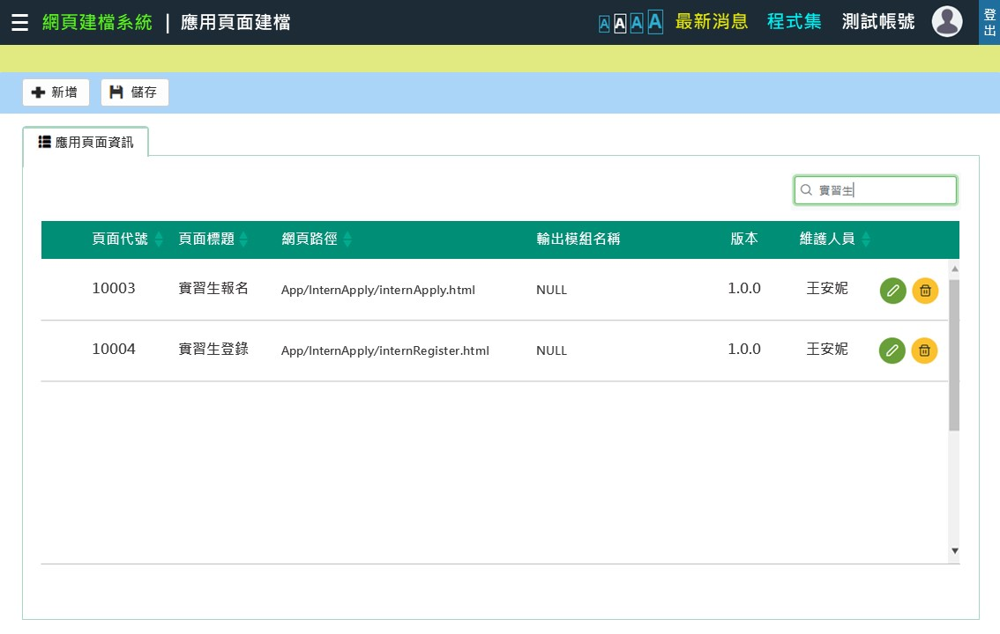 網頁建檔系統 | 應用頁面建檔 A A A A 最新消息 程式集 測試帳號 登出
新增 儲存
應用頁面資訊
實習生
頁面代號 頁面標題 網頁路徑 輸出模組名稱 版本 維護人員
10003 實習生報名 App/InternApply/internApply.html NULL 1.0.0 王安妮
10004 實習生登錄 App/InternApply/internRegister.html NULL 1.0.0 王安妮